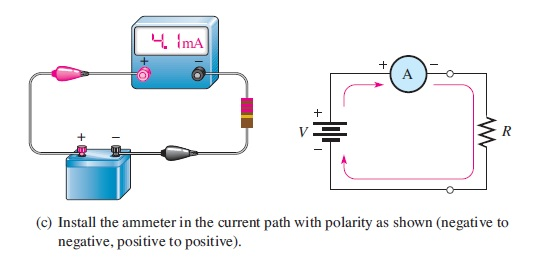 4.1mA
+ −
+ −
+ A −
+
V
−
R
(c) Install the ammeter in the current path with polarity as shown (negative to
negative, positive to positive).